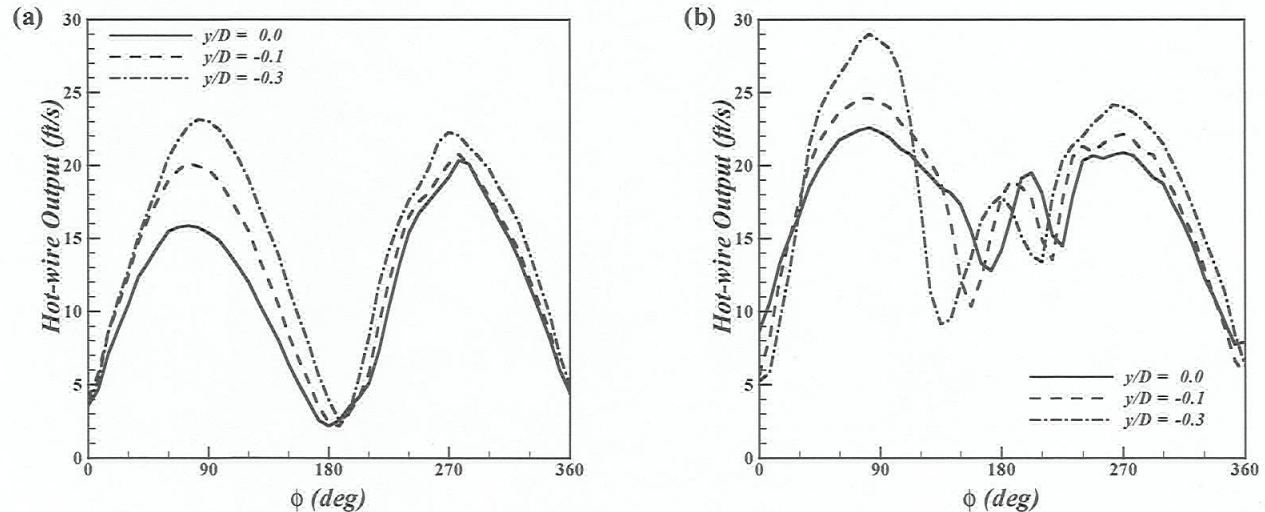 (a)
30
25
20
15
10
5
0
Hot-wire Output (ft/s)
y/D = 0.0
y/D = -0.1
y/D = -0.3
0 90 180 270 360
ϕ (deg)
(b)
30
25
20
15
10
5
0
Hot-wire Output (ft/s)
y/D = 0.0
y/D = -0.1
y/D = -0.3
0 90 180 270 360
ϕ (deg)